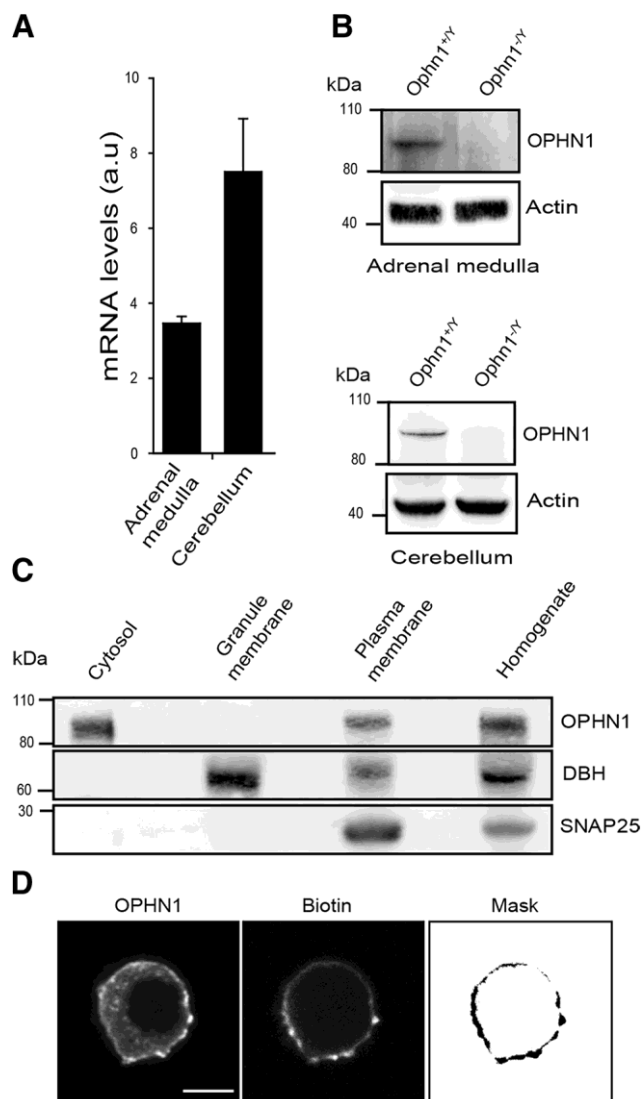 A
mRNA levels (a.u)
10
8
6
4
2
0
Adrenal
medulla
Cerebellum
B
Ophn1+/Y
Ophn1-/Y
kDa
110
80
OPHN1
40
Actin
Adrenal medulla
Ophn1+/Y
Ophn1-/Y
kDa
110
80
OPHN1
40
Actin
Cerebellum
C
Cytosol
Granule
membrane
Plasma
membrane
Homogenate
kDa
110
80
OPHN1
60
DBH
30
SNAP25
D
OPHN1
Biotin
Mask